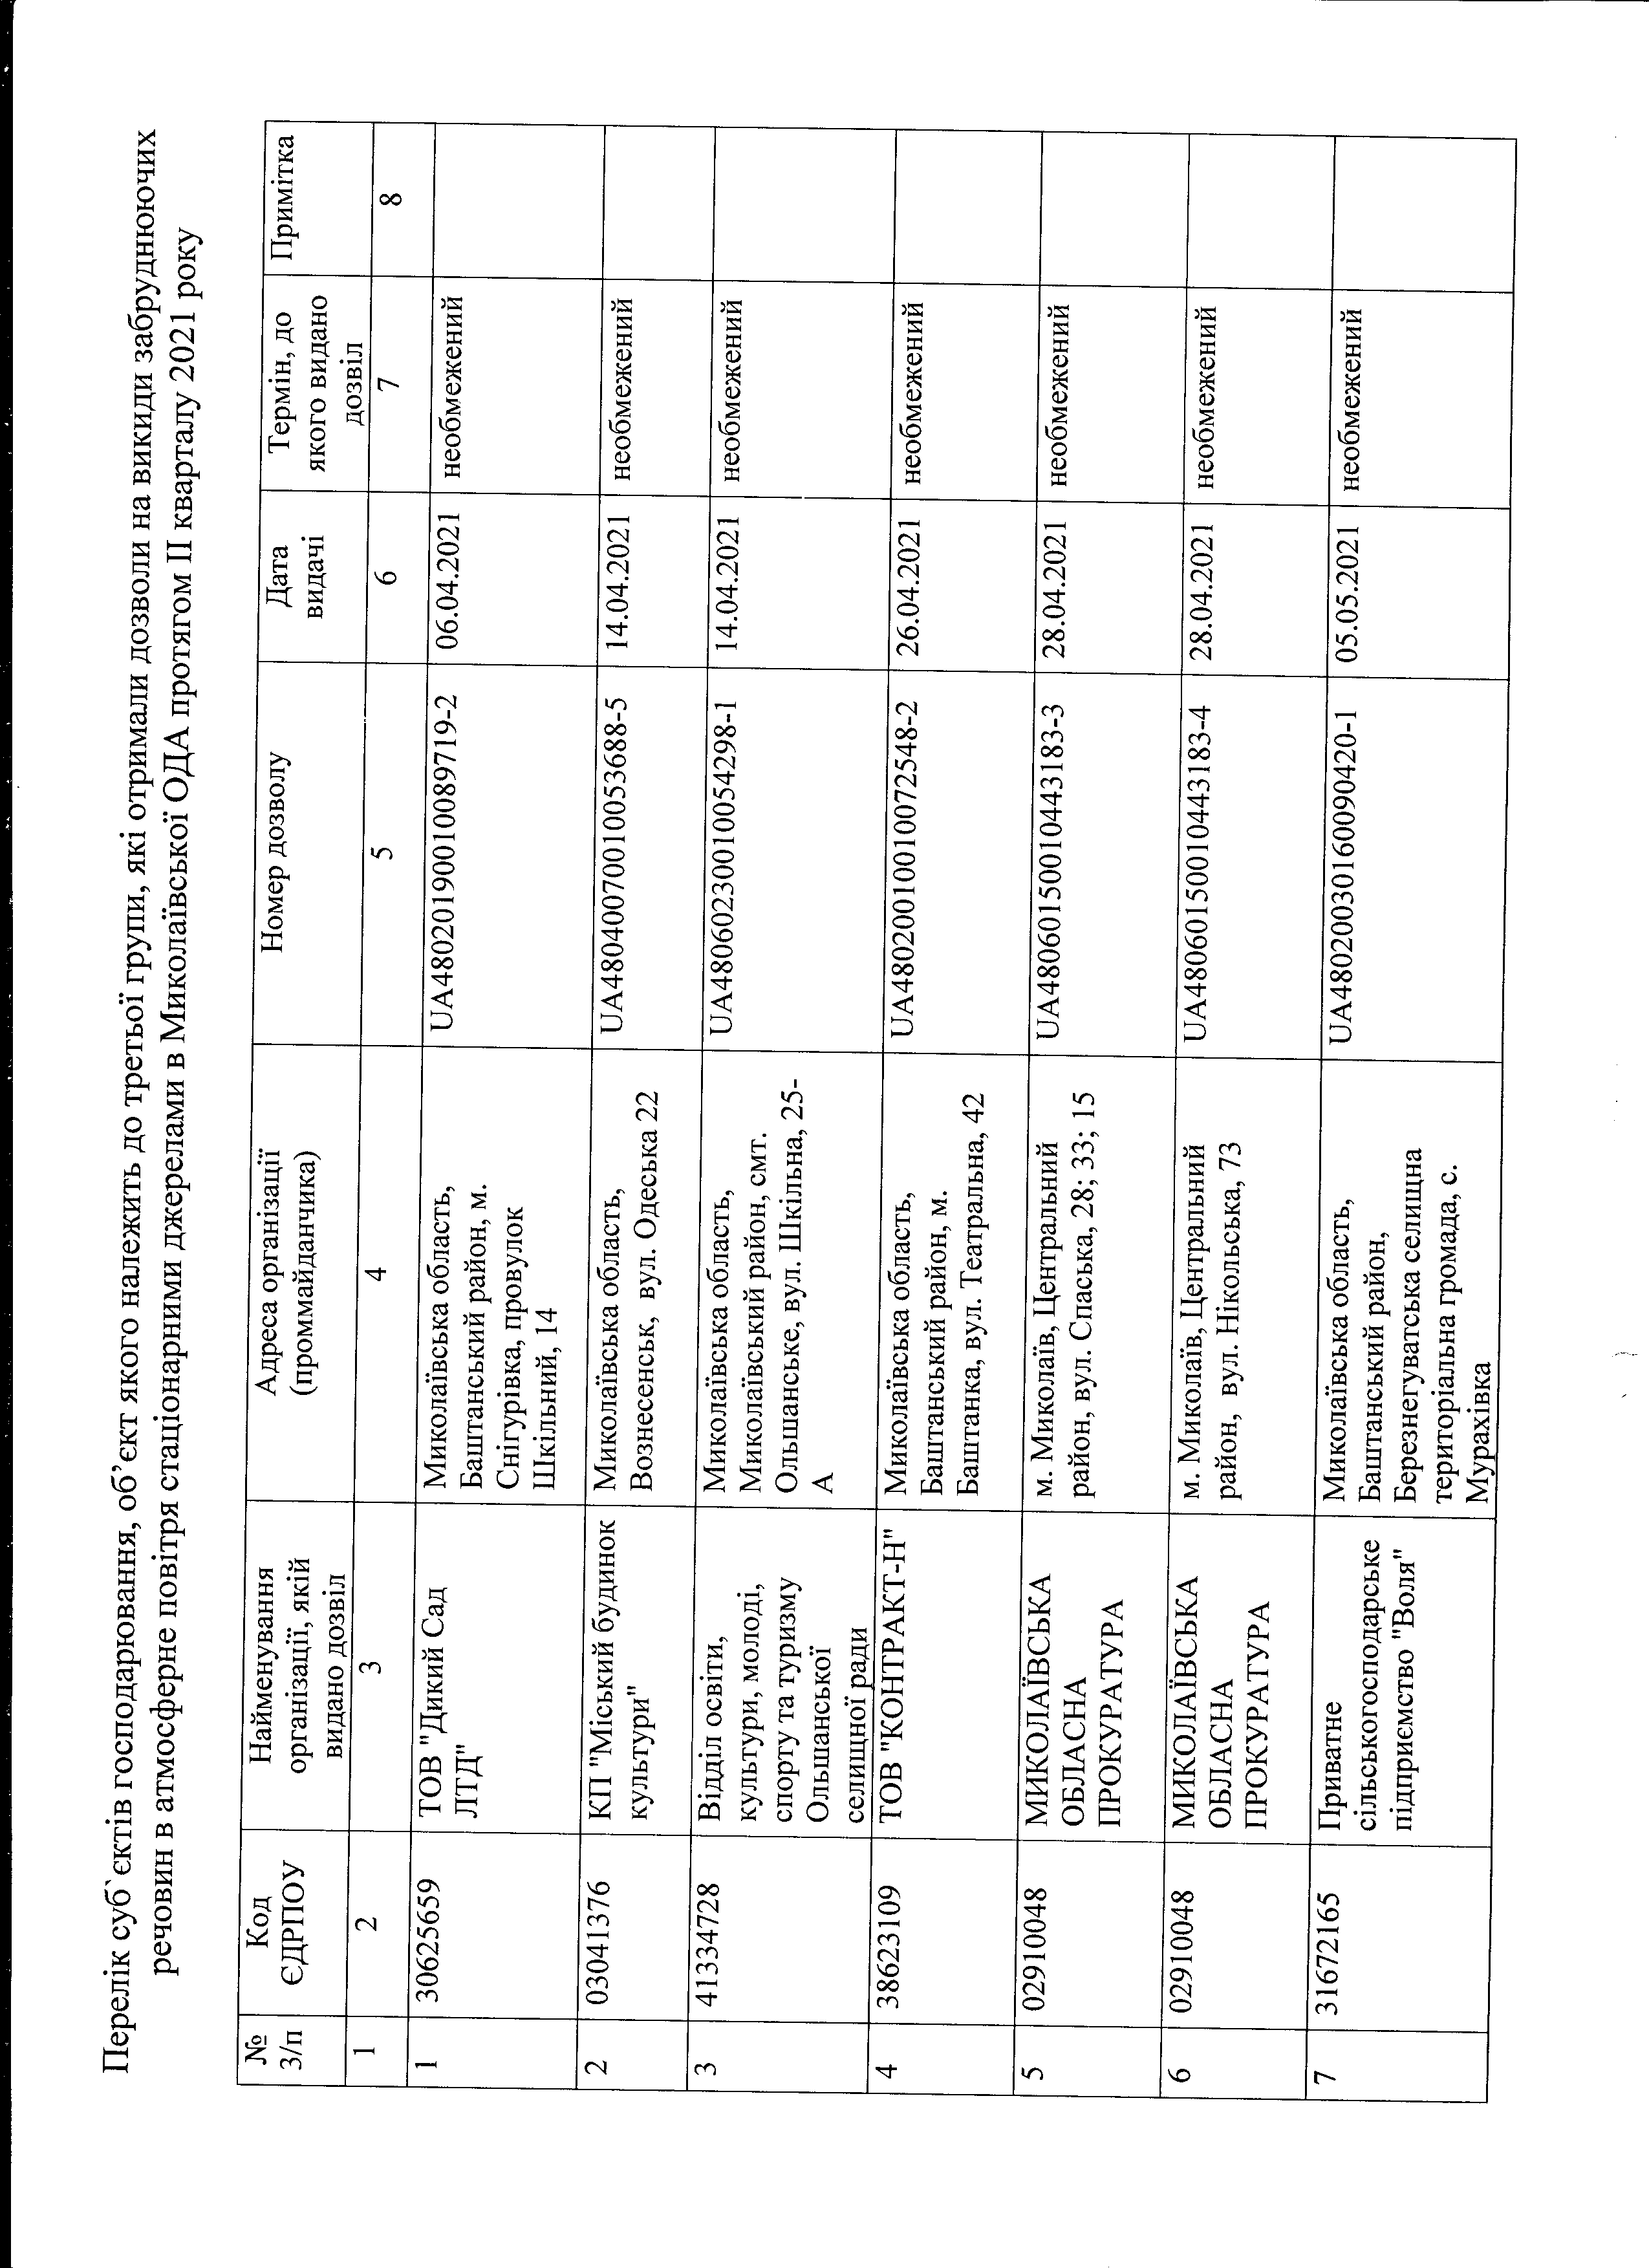 Перелік суб`єктів господарювання, об’єкт якого належить до третьої групи, які отримали дозволи на викиди забруднюючих
речовин в атмосферне повітря стаціонарними джерелами в Миколаївської ОДА протягом II кварталу 2021 року
№
З/п
Код
ЄДРПОУ
Найменування
організації, якій
видано дозвіл
Адреса організації
(проммайданчика)
Номер дозволу
Дата
видачі
Термін, до
якого видано
дозвіл
Примітка
1
2
3
4
5
6
7
8
1
30625659
ТОВ "Дикий Сад
ЛТД"
Миколаївська область,
Баштанський район, м.
Снігурівка, провулок
Шкільний, 14
UA48020190010089719-2
06.04.2021
необмежений
2
03041376
КП "Міський будинок
культури"
Миколаївська область,
Вознесенськ, вул. Одеська 22
UA48040070010053688-5
14.04.2021
необмежений
3
41334728
Відділ освіти,
культури, молоді,
спорту та туризму
Ольшанської
селищної ради
Миколаївська область,
Миколаївський район, смт.
Ольшанське, вул. Шкільна, 25-
А
UA48060230010054298-1
14.04.2021
необмежений
4
38623109
ТОВ "КОНТРАКТ-Н"
Миколаївська область,
Баштанський район, м.
Баштанка, вул. Театральна, 42
UA48020010010072548-2
26.04.2021
необмежений
5
02910048
МИКОЛАЇВСЬКА
ОБЛАСНА
ПРОКУРАТУРА
м. Миколаїв, Центральний
район, вул. Спаська, 28; 33; 15
UA48060150010443183-3
28.04.2021
необмежений
6
02910048
МИКОЛАЇВСЬКА
ОБЛАСНА
ПРОКУРАТУРА
м. Миколаїв, Центральний
район, вул. Нікольська, 73
UA48060150010443183-4
28.04.2021
необмежений
7
31672165
Приватне
сільськогосподарське
підприємство "Воля"
Миколаївська область,
Баштанський район,
Березнегуватська селищна
територіальна громада, с.
Мурахівка
UA48020030160090420-1
05.05.2021
необмежений